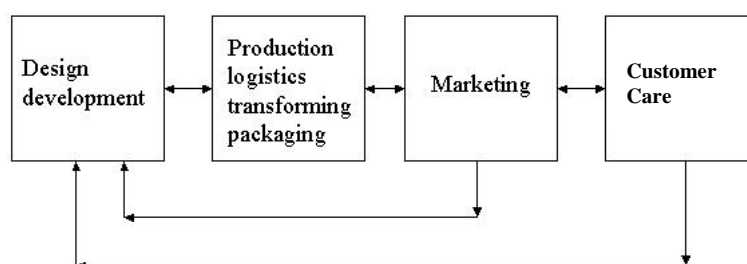 Design
development
Production
logistics
transforming
packaging
Marketing
Customer
Care